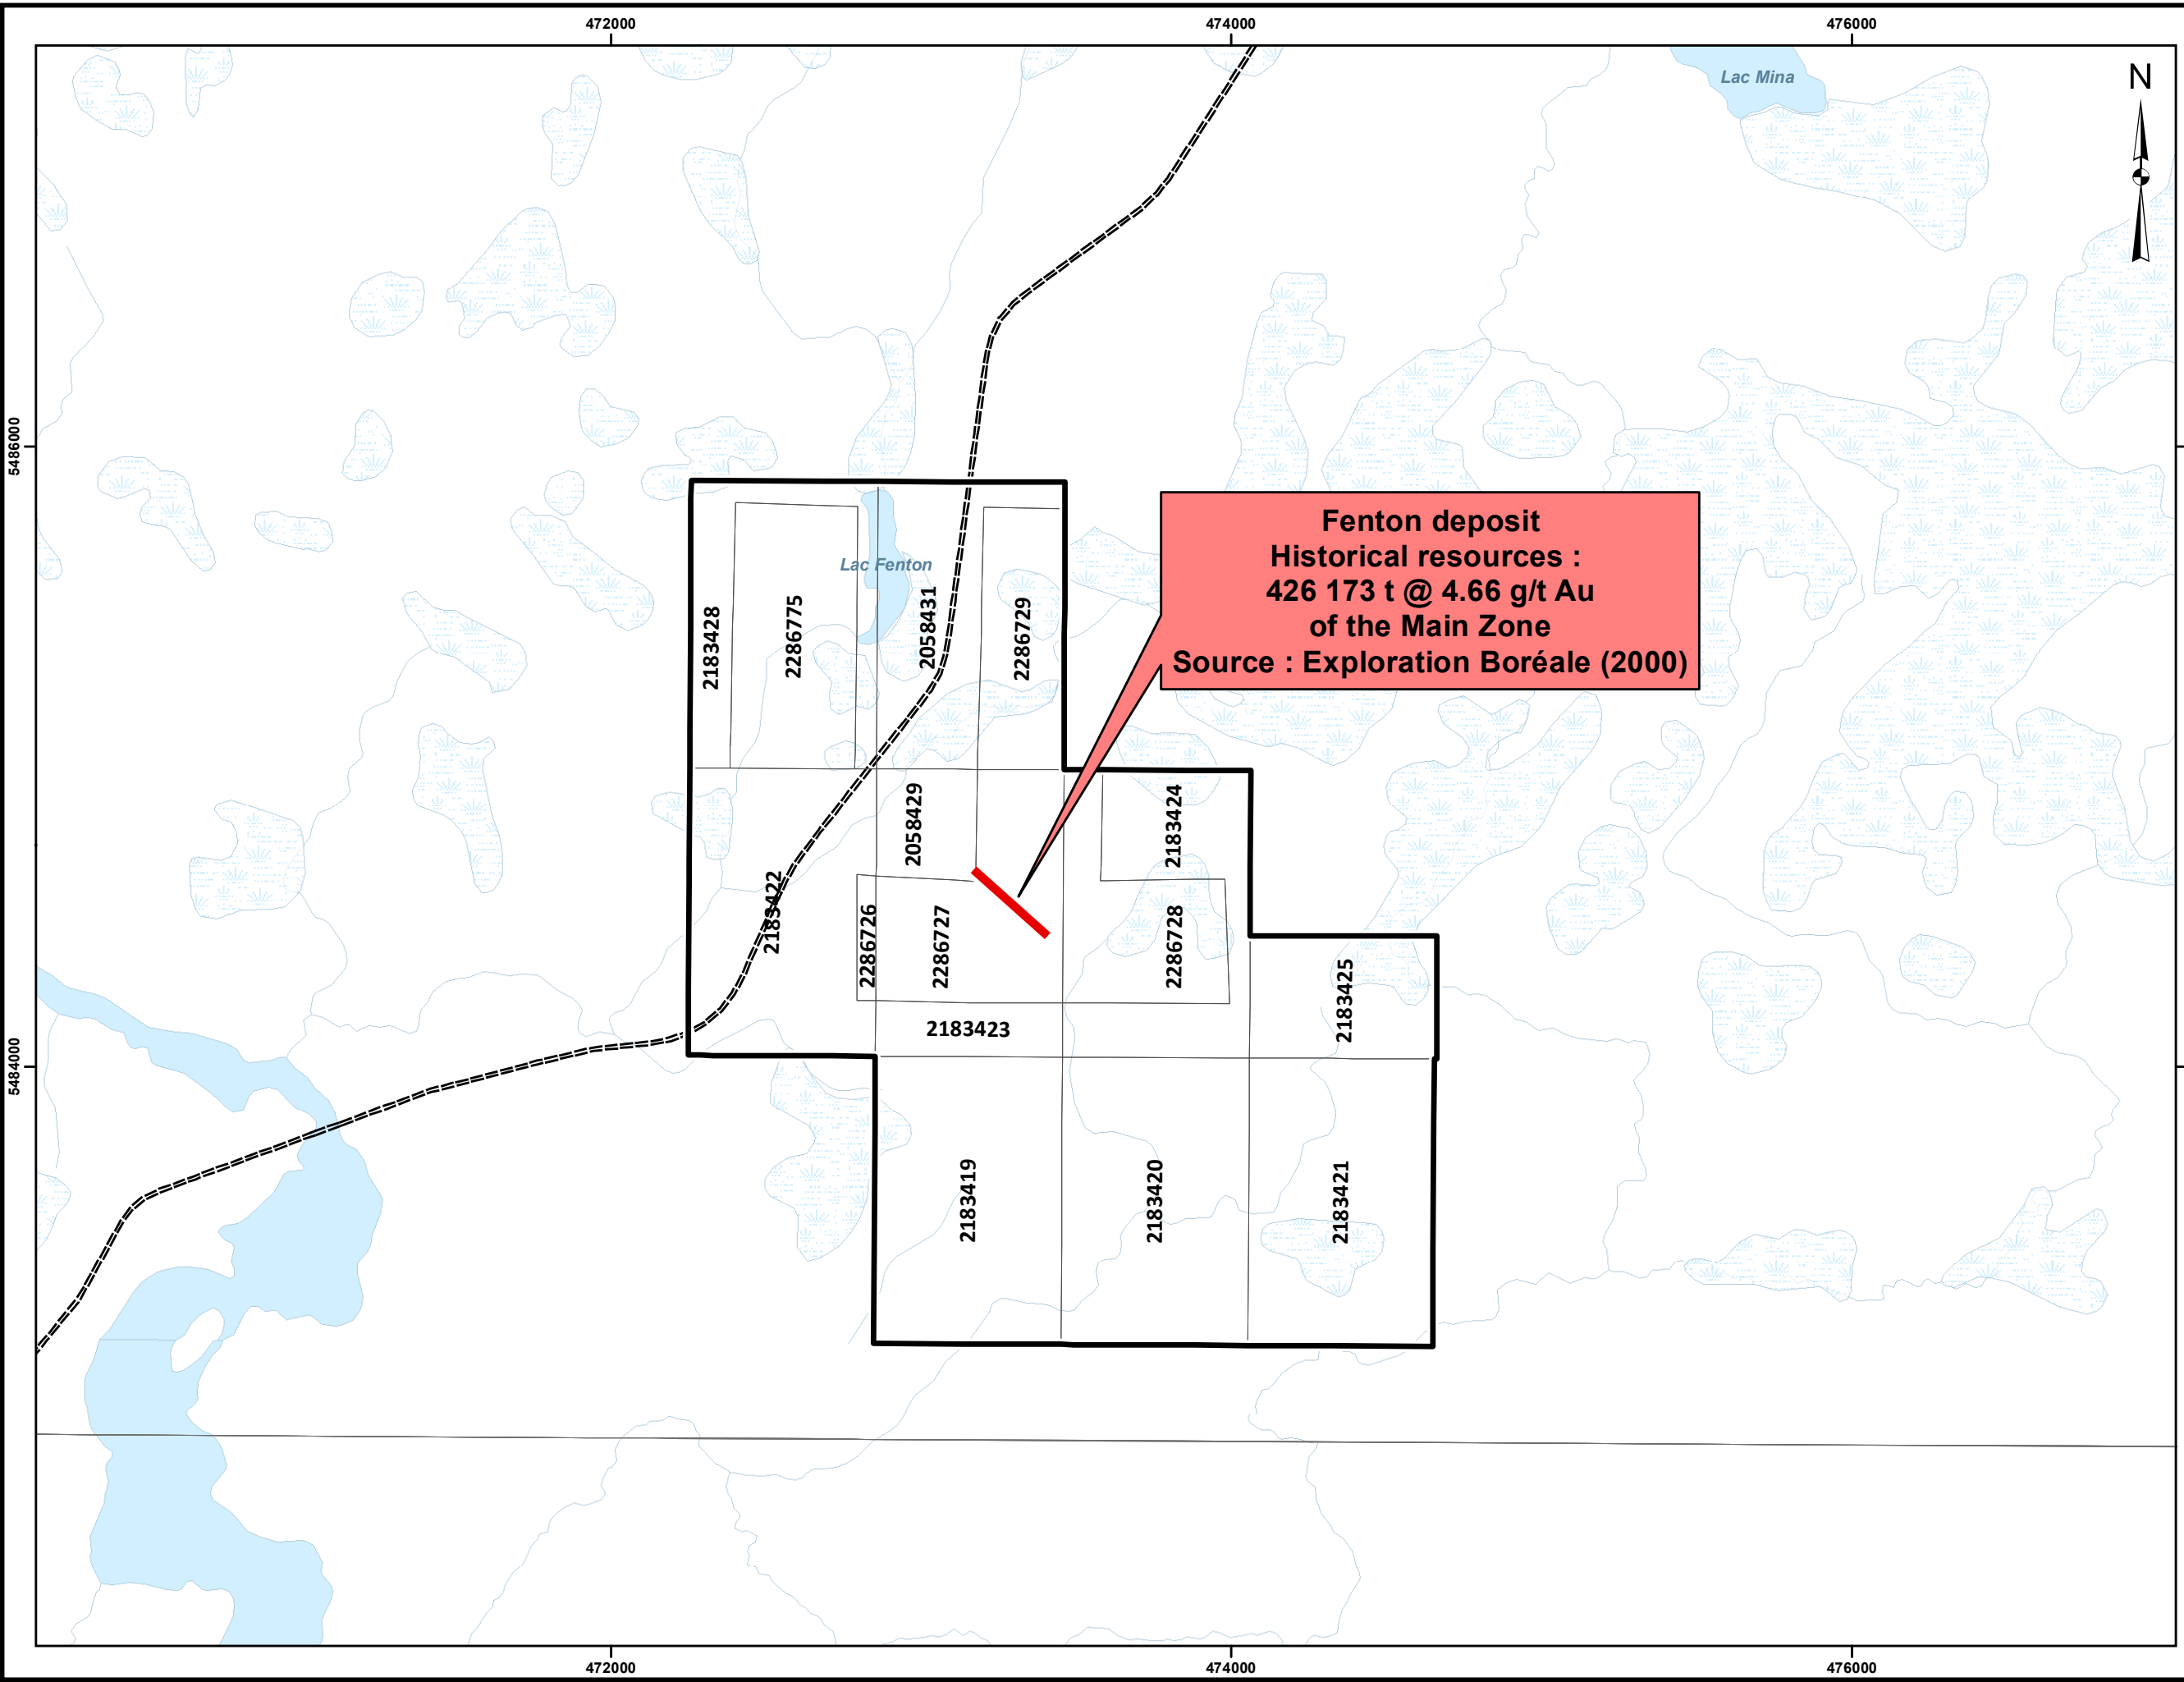 472000
474000
476000
Lac Mina
N
5486000
Fenton deposit
Historical resources :
426 173 t @ 4.66 g/t Au
of the Main Zone
Source : Exploration Boréale (2000)
Lac Fenton
2183428
2286775
2058431
2286729
2058429
2183424
2183422
2286726
2286727
2286728
2183425
2183423
5484000
2183419
2183420
2183421
472000
474000
476000